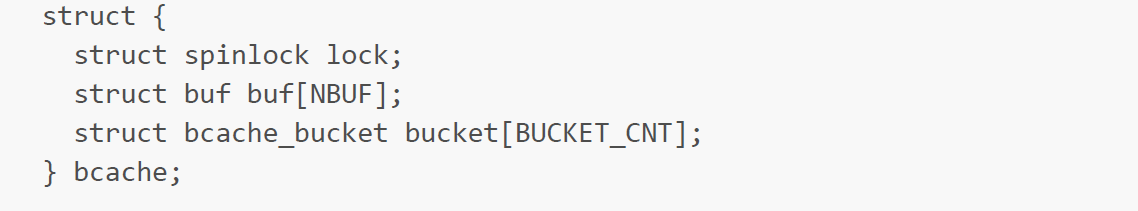 struct {
  struct spinlock lock;
  struct buf buf[NBUF];
  struct bcache_bucket bucket[BUCKET_CNT];
} bcache;